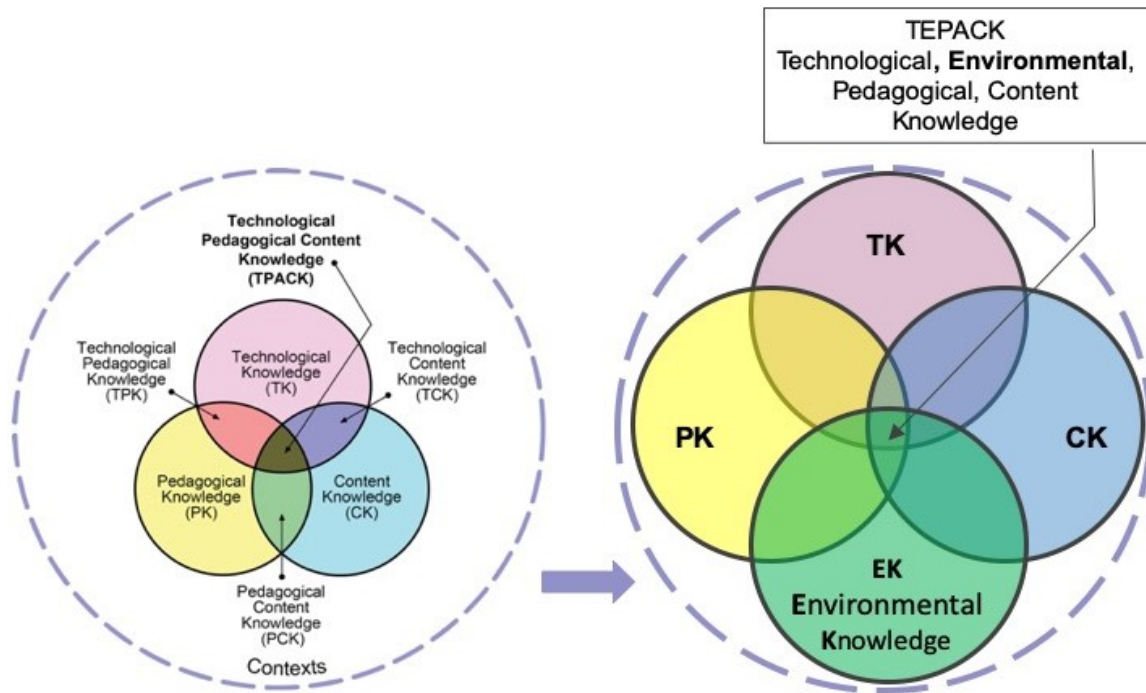 Technological
Pedagogical Content
Knowledge
(TPACK)
Technological
Pedagogical
Knowledge
(TPK)
Technological
Knowledge
(TK)
Technological
Content
Knowledge
(TCK)
Pedagogical
Knowledge
(PK)
Content
Knowledge
(CK)
Pedagogical
Content
Knowledge
(PCK)
Contexts
TEPACK
Technological, Environmental,
Pedagogical, Content
Knowledge
TK
PK
CK
EK
Environmental
Knowledge